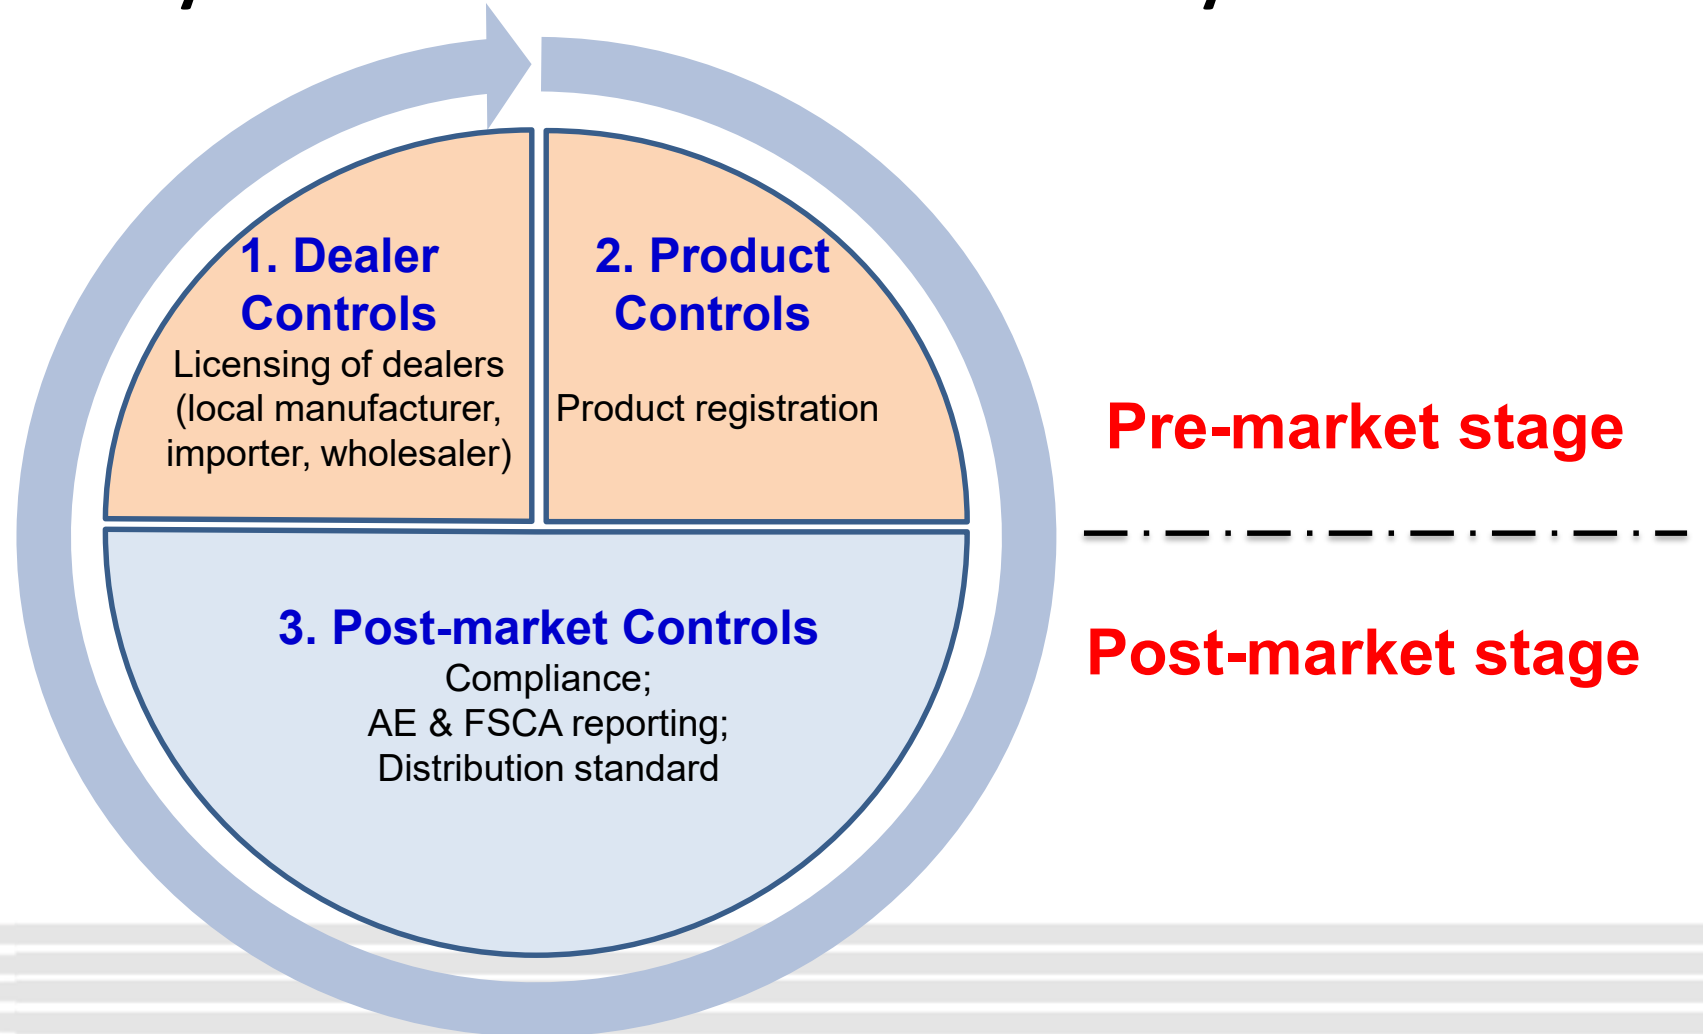 1. Dealer
Controls
Licensing of dealers
(local manufacturer,
importer, wholesaler)
2. Product
Controls
Product registration
Pre-market stage
3. Post-market Controls
Compliance;
AE & FSCA reporting;
Distribution standard
Post-market stage